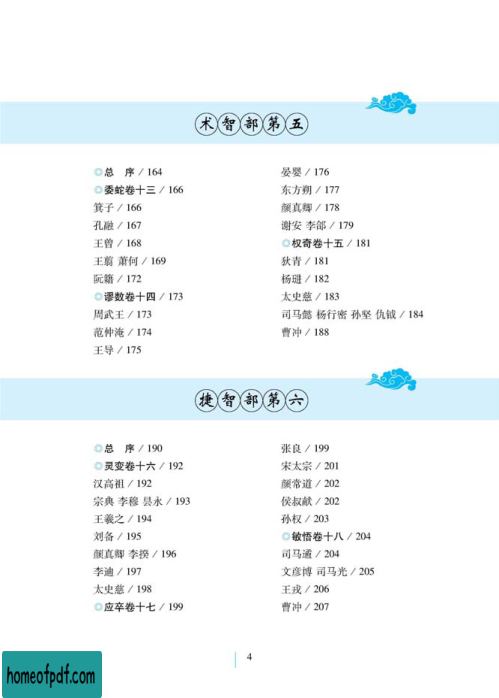 术智部第五
总 序 / 164
委蛇卷十三 / 166
箕子 / 166
孔融 / 167
王曾 / 168
王翦 萧何 / 169
阮籍 / 172
谬数卷十四 / 173
周武王 / 173
范仲淹 / 174
王导 / 175
晏婴 / 176
东方朔 / 177
颜真卿 / 178
谢安 李郃 / 179
权奇卷十五 / 181
狄青 / 181
杨琎 / 182
太史慈 / 183
司马懿 杨行密 孙坚 仇钺 / 184
曹冲 / 188
捷智部第六
总 序 / 190
灵变卷十六 / 192
汉高祖 / 192
宗典 李穆 昙永 / 193
王羲之 / 194
刘备 / 195
颜真卿 李揆 / 196
李迪 / 197
太史慈 / 198
应卒卷十七 / 199
张良 / 199
宋太宗 / 201
颜常道 / 202
侯叔献 / 202
孙权 / 203
敏悟卷十八 / 204
司马遹 / 204
文彦博 司马光 / 205
王戎 / 206
曹冲 / 207
4
homeofpdf.com